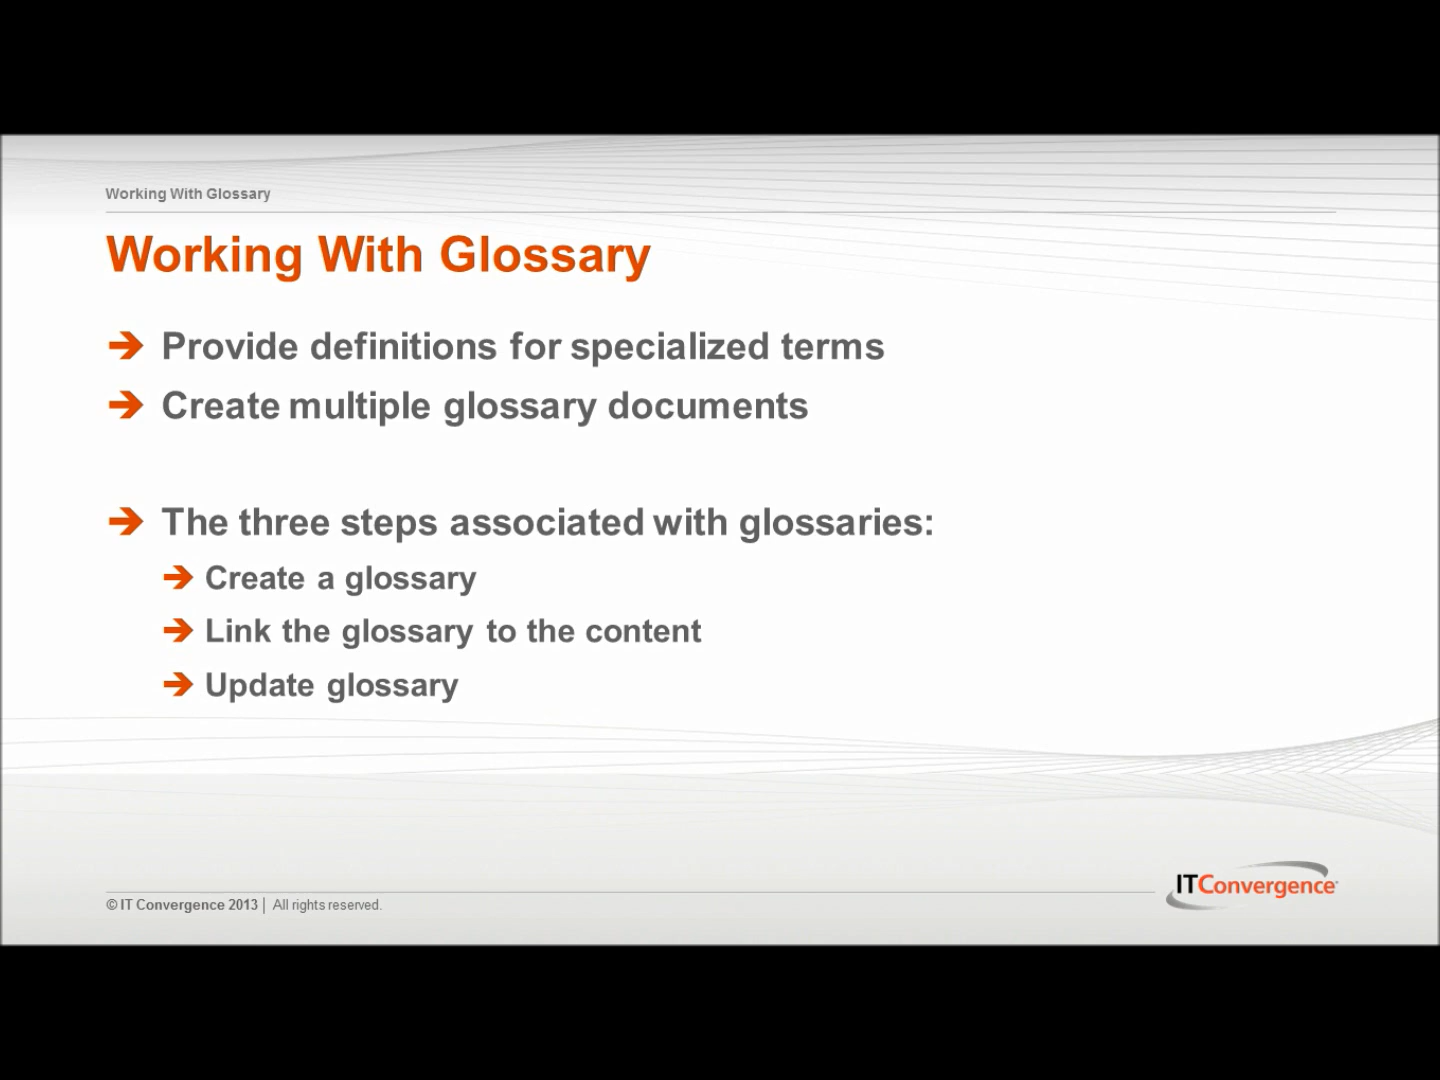 Working With Glossary
Working With Glossary
Provide definitions for specialized terms
Create multiple glossary documents
The three steps associated with glossaries:
Create a glossary
Link the glossary to the content
Update glossary
© IT Convergence 2013 | All rights reserved.
ITConvergence